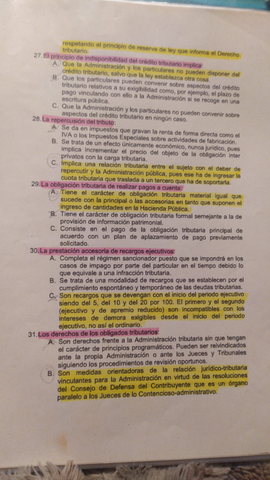 respetando el principio de reserva de ley que informa el Derecho
tributario.
27. El principio de indisponibilidad del crédito tributario implica:
A. Que la Administración y los particulares no pueden disponer del
crédito tributario, salvo que la ley establezca otra cosa
B. Que los particulares pueden convenir sobre aspectos del crédito
tributario relativos a su exigibilidad como, por ejemplo, el plazo de
pago vinculando con ello a la Administración si se recoge en una
escritura pública.
C. Que la Administración y los particulares no pueden convenir sobre
aspectos del crédito tributario en ningún caso.
28. La repercusión del tributo:
A. Se da en impuestos que gravan la renta de forma directa como el
IVA o los Impuestos Especiales sobre actividades de fabricación.
B. Se trata de un efecto únicamente económico, nunca jurídico, pues
implica incrementar el precio del objeto de la obligación inter
privatos con la carga tributaria.
C. Implica una relación tributaria entre el sujeto con el deber de
repercutir y la Administración pública, pues ese ha de ingresar la
cuota tributaria que traslada a un tercero que ha de soportarla.
29. La obligación tributaria de realizar pagos a cuenta:
A. Tiene el carácter de obligación tributaria material igual que
sucede con la principal o las accesorias en tanto que suponen el
ingreso de cantidades en la Hacienda Pública.
B. Tiene el carácter de obligación tributaria formal semejante a la de
provisión de información patrimonial.
C. Consiste en el pago de la obligación tributaria principal de
acuerdo con un plan de aplazamiento de pago previamente
solicitado.
30. La prestación accesoria de recargos ejecutivos:
A. Completa el régimen sancionador puesto que se impondrá en los
casos de impago por parte del particular en el tiempo debido lo
que equivale a una infracción tributaria.
B. Se trata de una modalidad de recargos que se establecen por el
cumplimiento espontáneo y temporáneo de las deudas tributarias.
C. Son recargos que se devengan con el inicio del periodo ejecutivo
siendo del 5, del 10 y del 20 por 100. El primero y el segundo
(ejecutivo y de apremio reducido) son incompatibles con los
intereses de demora exigibles desde el inicio del periodo
ejecutivo, no así el ordinario.
31. Los derechos de los obligados tributarios:
A. Son derechos frente a la Administración tributaria sin que tengan
el carácter de principios programáticos. Pueden ser reivindicados
ante la propia Administración o ante los Jueces y Tribunales
siguiendo los procedimientos de revisión oportunos.
B. Son medidas orientadoras de la relación jurídico-tributaria
vinculantes para la Administración en virtud de las resoluciones
del Consejo de Defensa del Contribuyente que es un órgano
paralelo a los Jueces de lo Contencioso-administrativo.